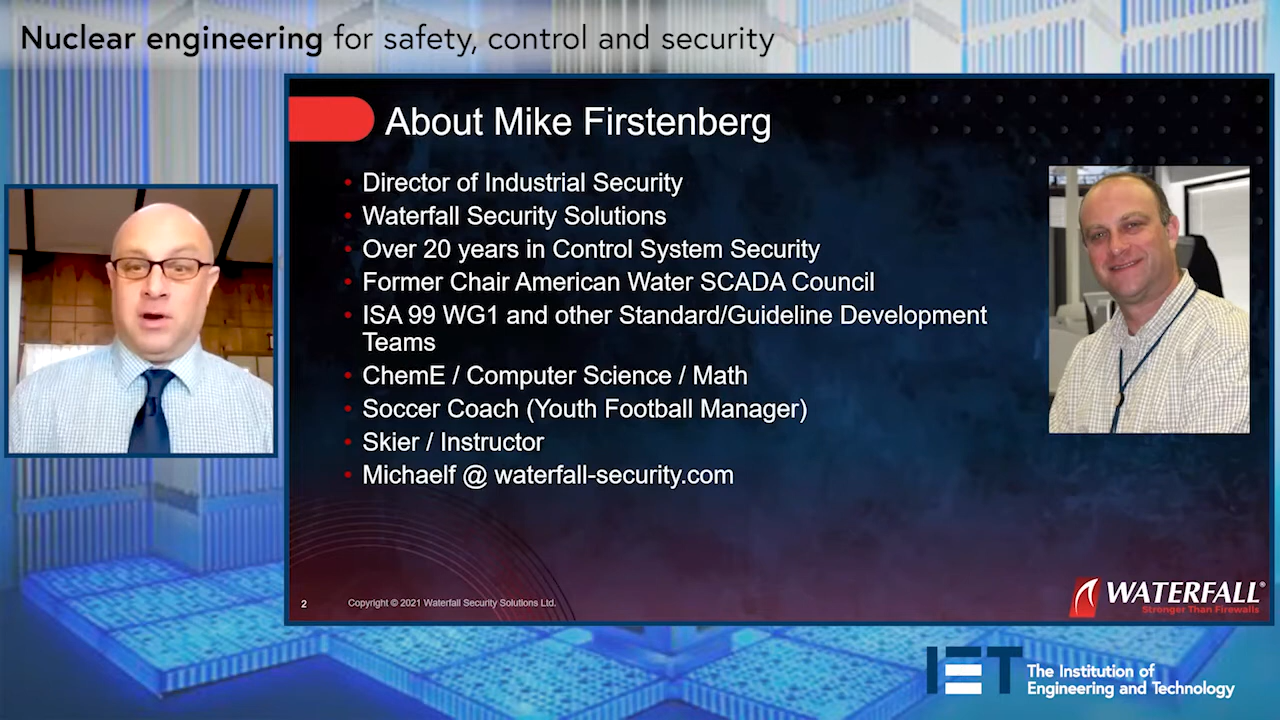 Nuclear engineering for safety, control and security
About Mike Firstenberg
• Director of Industrial Security
• Waterfall Security Solutions
• Over 20 years in Control System Security
• Former Chair American Water SCADA Council
• ISA 99 WG1 and other Standard/Guideline Development
Teams
• ChemE / Computer Science / Math
• Soccer Coach (Youth Football Manager)
• Skier / Instructor
• Michaelf @ waterfall-security.com
2
Copyright © 2021 Waterfall Security Solutions Ltd.
WATERFALL®
Stronger Than Firewalls
IET
The Institution of
Engineering and Technology